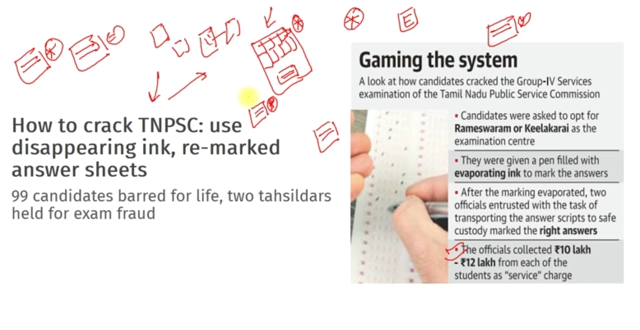 E
Gaming the system
A look at how candidates cracked the Group-IV Services
examination of the Tamil Nadu Public Service Commission
How to crack TNPSC: use
disappearing ink, re-marked
answer sheets
99 candidates barred for life, two tahsildars
held for exam fraud
• Candidates were asked to opt for
Rameswaram or Keelakarai as the
examination centre
• They were given a pen filled with
evaporating ink to mark the answers
• After the marking evaporated, two
officials entrusted with the task of
transporting the answer scripts to safe
custody marked the right answers
• The officials collected ₹10 lakh
- ₹12 lakh from each of the
students as "service" charge